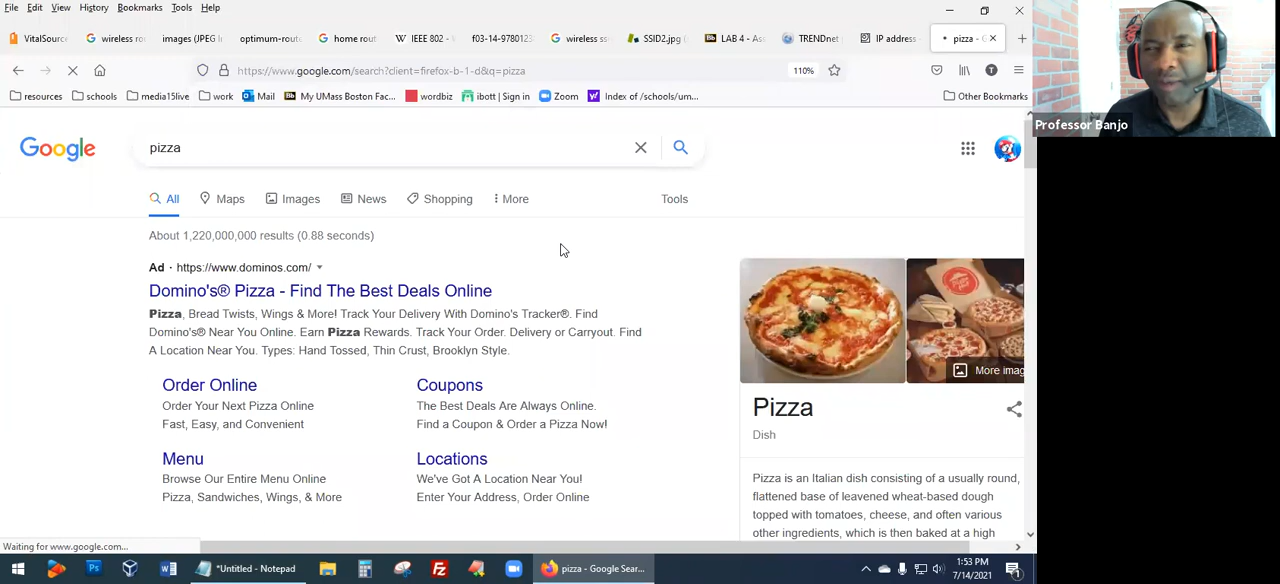 File Edit View History Bookmarks Tools Help
VitalSourc wireless ro images (JPEG I optimum-rout home rout IEEE 802 - f03-14-978012 wireless ss SSID2.jpg ( LAB 4 - Ass TRENDnet IP address pizza - G
https://www.google.com/search?client=firefox-b-1-d&q=pizza 110% T
resources schools media15live work Mail My UMass Boston Fac... wordbiz ibott | Sign in Zoom Index of /schools/um... Other Bookmarks
Professor Banjo
Google
pizza
All Maps Images News Shopping More Tools
About 1,220,000,000 results (0.88 seconds)
Ad · https://www.dominos.com/
Domino's® Pizza - Find The Best Deals Online
Pizza, Bread Twists, Wings & More! Track Your Delivery With Domino's Tracker®. Find
Domino's® Near You Online. Earn Pizza Rewards. Track Your Order. Delivery or Carryout. Find
A Location Near You. Types: Hand Tossed, Thin Crust, Brooklyn Style.
Order Online
Order Your Next Pizza Online
Fast, Easy, and Convenient
Coupons
The Best Deals Are Always Online.
Find a Coupon & Order a Pizza Now!
Menu
Browse Our Entire Menu Online
Pizza, Sandwiches, Wings, & More
Locations
We've Got A Location Near You!
Enter Your Address, Order Online
More imag
Pizza
Dish
Pizza is an Italian dish consisting of a usually round,
flattened base of leavened wheat-based dough
topped with tomatoes, cheese, and often various
other ingredients, which is then baked at a high
Waiting for www.google.com...
*Untitled - Notepad
pizza - Google Sear...
1:53 PM
7/14/2021